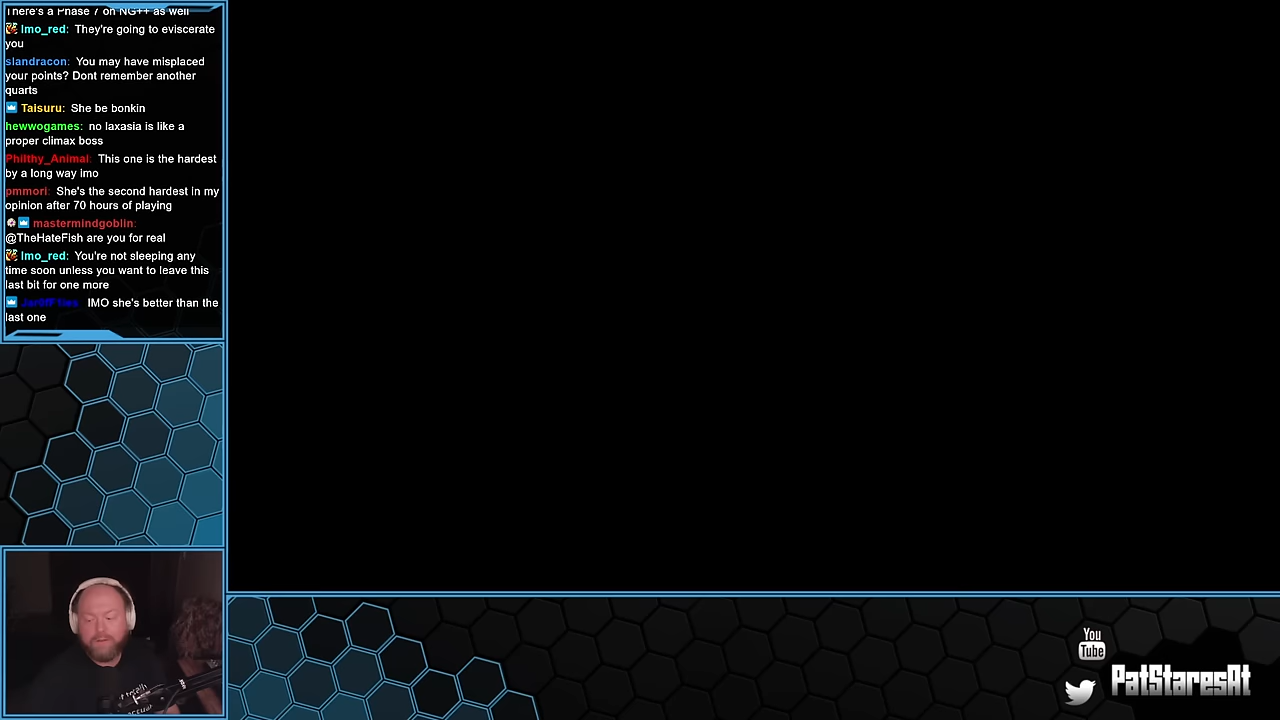 There's a Phase 7 on NG++ as well
lmo_red: They're going to eviscerate
you
slandracon: You may have misplaced
your points? Dont remember another
quarts
Taisuru: She be bonkin
hewwogames: no laxasia is like a
proper climax boss
Philthy_Animal: This one is the hardest
by a long way imo
pmmori: She's the second hardest in my
opinion after 70 hours of playing
mastermindgoblin:
@TheHateFish are you for real
lmo_red: You're not sleeping any
time soon unless you want to leave this
last bit for one more
IMO she's better than the
last one
You
Tube
PatStaresAt